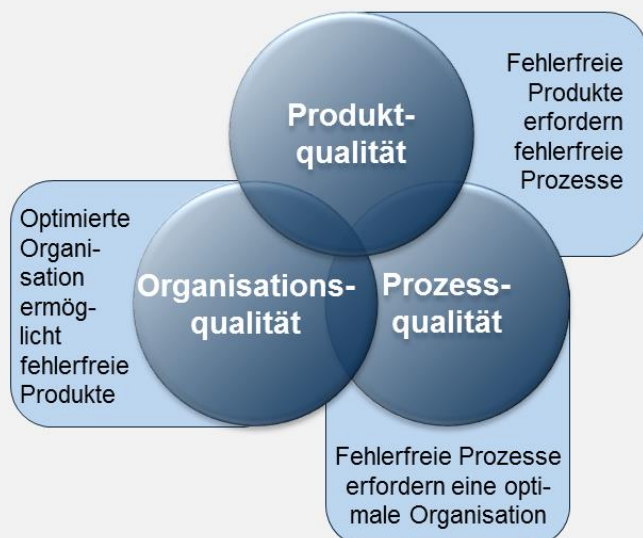 Produkt-
qualität
Fehlerfreie
Produkte
erfordern
fehlerfreie
Prozesse
Optimierte
Organi-
sation
ermög-
licht
fehlerfreie
Produkte
Organisations-
qualität
Prozess-
qualität
Fehlerfreie Prozesse
erfordern eine opti-
male Organisation